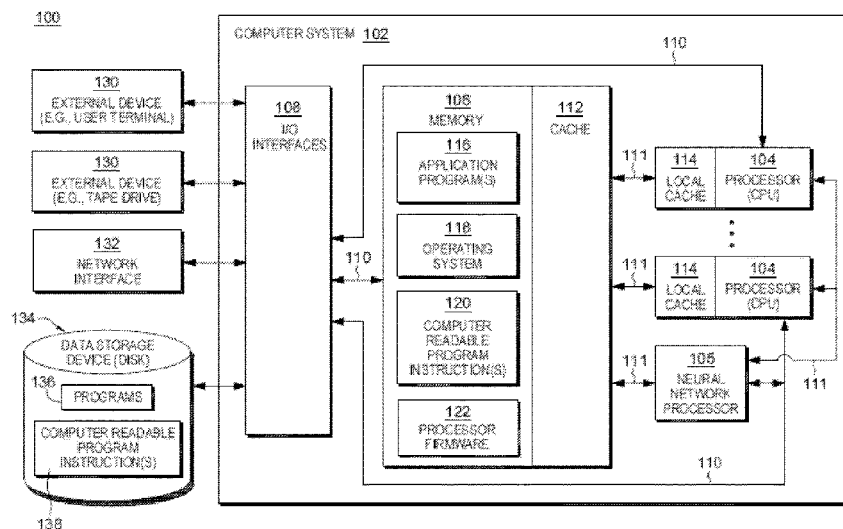 100
COMPUTER SYSTEM 102
110
130
EXTERNAL DEVICE
(E.G., USER TERMINAL)
130
EXTERNAL DEVICE
(E.G., TAPE DRIVE)
132
NETWORK
INTERFACE
134
DATA STORAGE
DEVICE (DISK)
136
PROGRAMS
COMPUTER READABLE
PROGRAM
INSTRUCTION(S)
138
108
I/O
INTERFACES
110
106
MEMORY
116
APPLICATION
PROGRAM(S)
118
OPERATING
SYSTEM
120
COMPUTER
READABLE
PROGRAM
INSTRUCTION(S)
122
PROCESSOR
FIRMWARE
112
CACHE
111
114
LOCAL
CACHE
104
PROCESSOR
(CPU)
111
114
LOCAL
CACHE
104
PROCESSOR
(CPU)
111
105
NEURAL
NETWORK
PROCESSOR
111
110